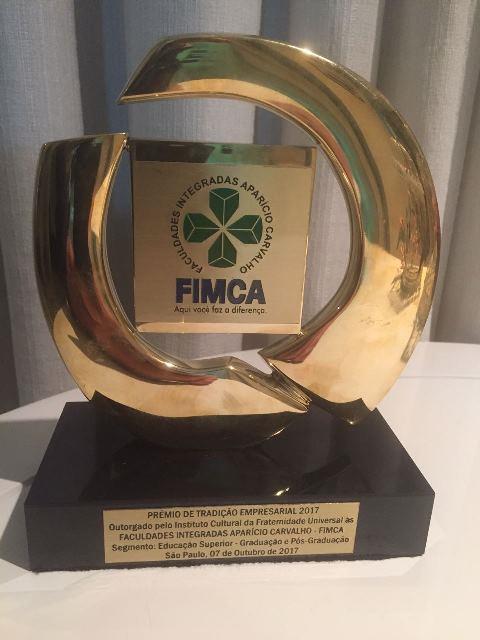 FACULDADES INTEGRADAS APARÍCIO CARVALHO
FIMCA
Aqui você faz a diferença.
PRÊMIO DE TRADIÇÃO EMPRESARIAL 2017
Outorgado pelo Instituto Cultural da Fraternidade Universal às
FACULDADES INTEGRADAS APARÍCIO CARVALHO - FIMCA
Segmento: Educação Superior - Graduação e Pós-Graduação
São Paulo, 07 de Outubro de 2017